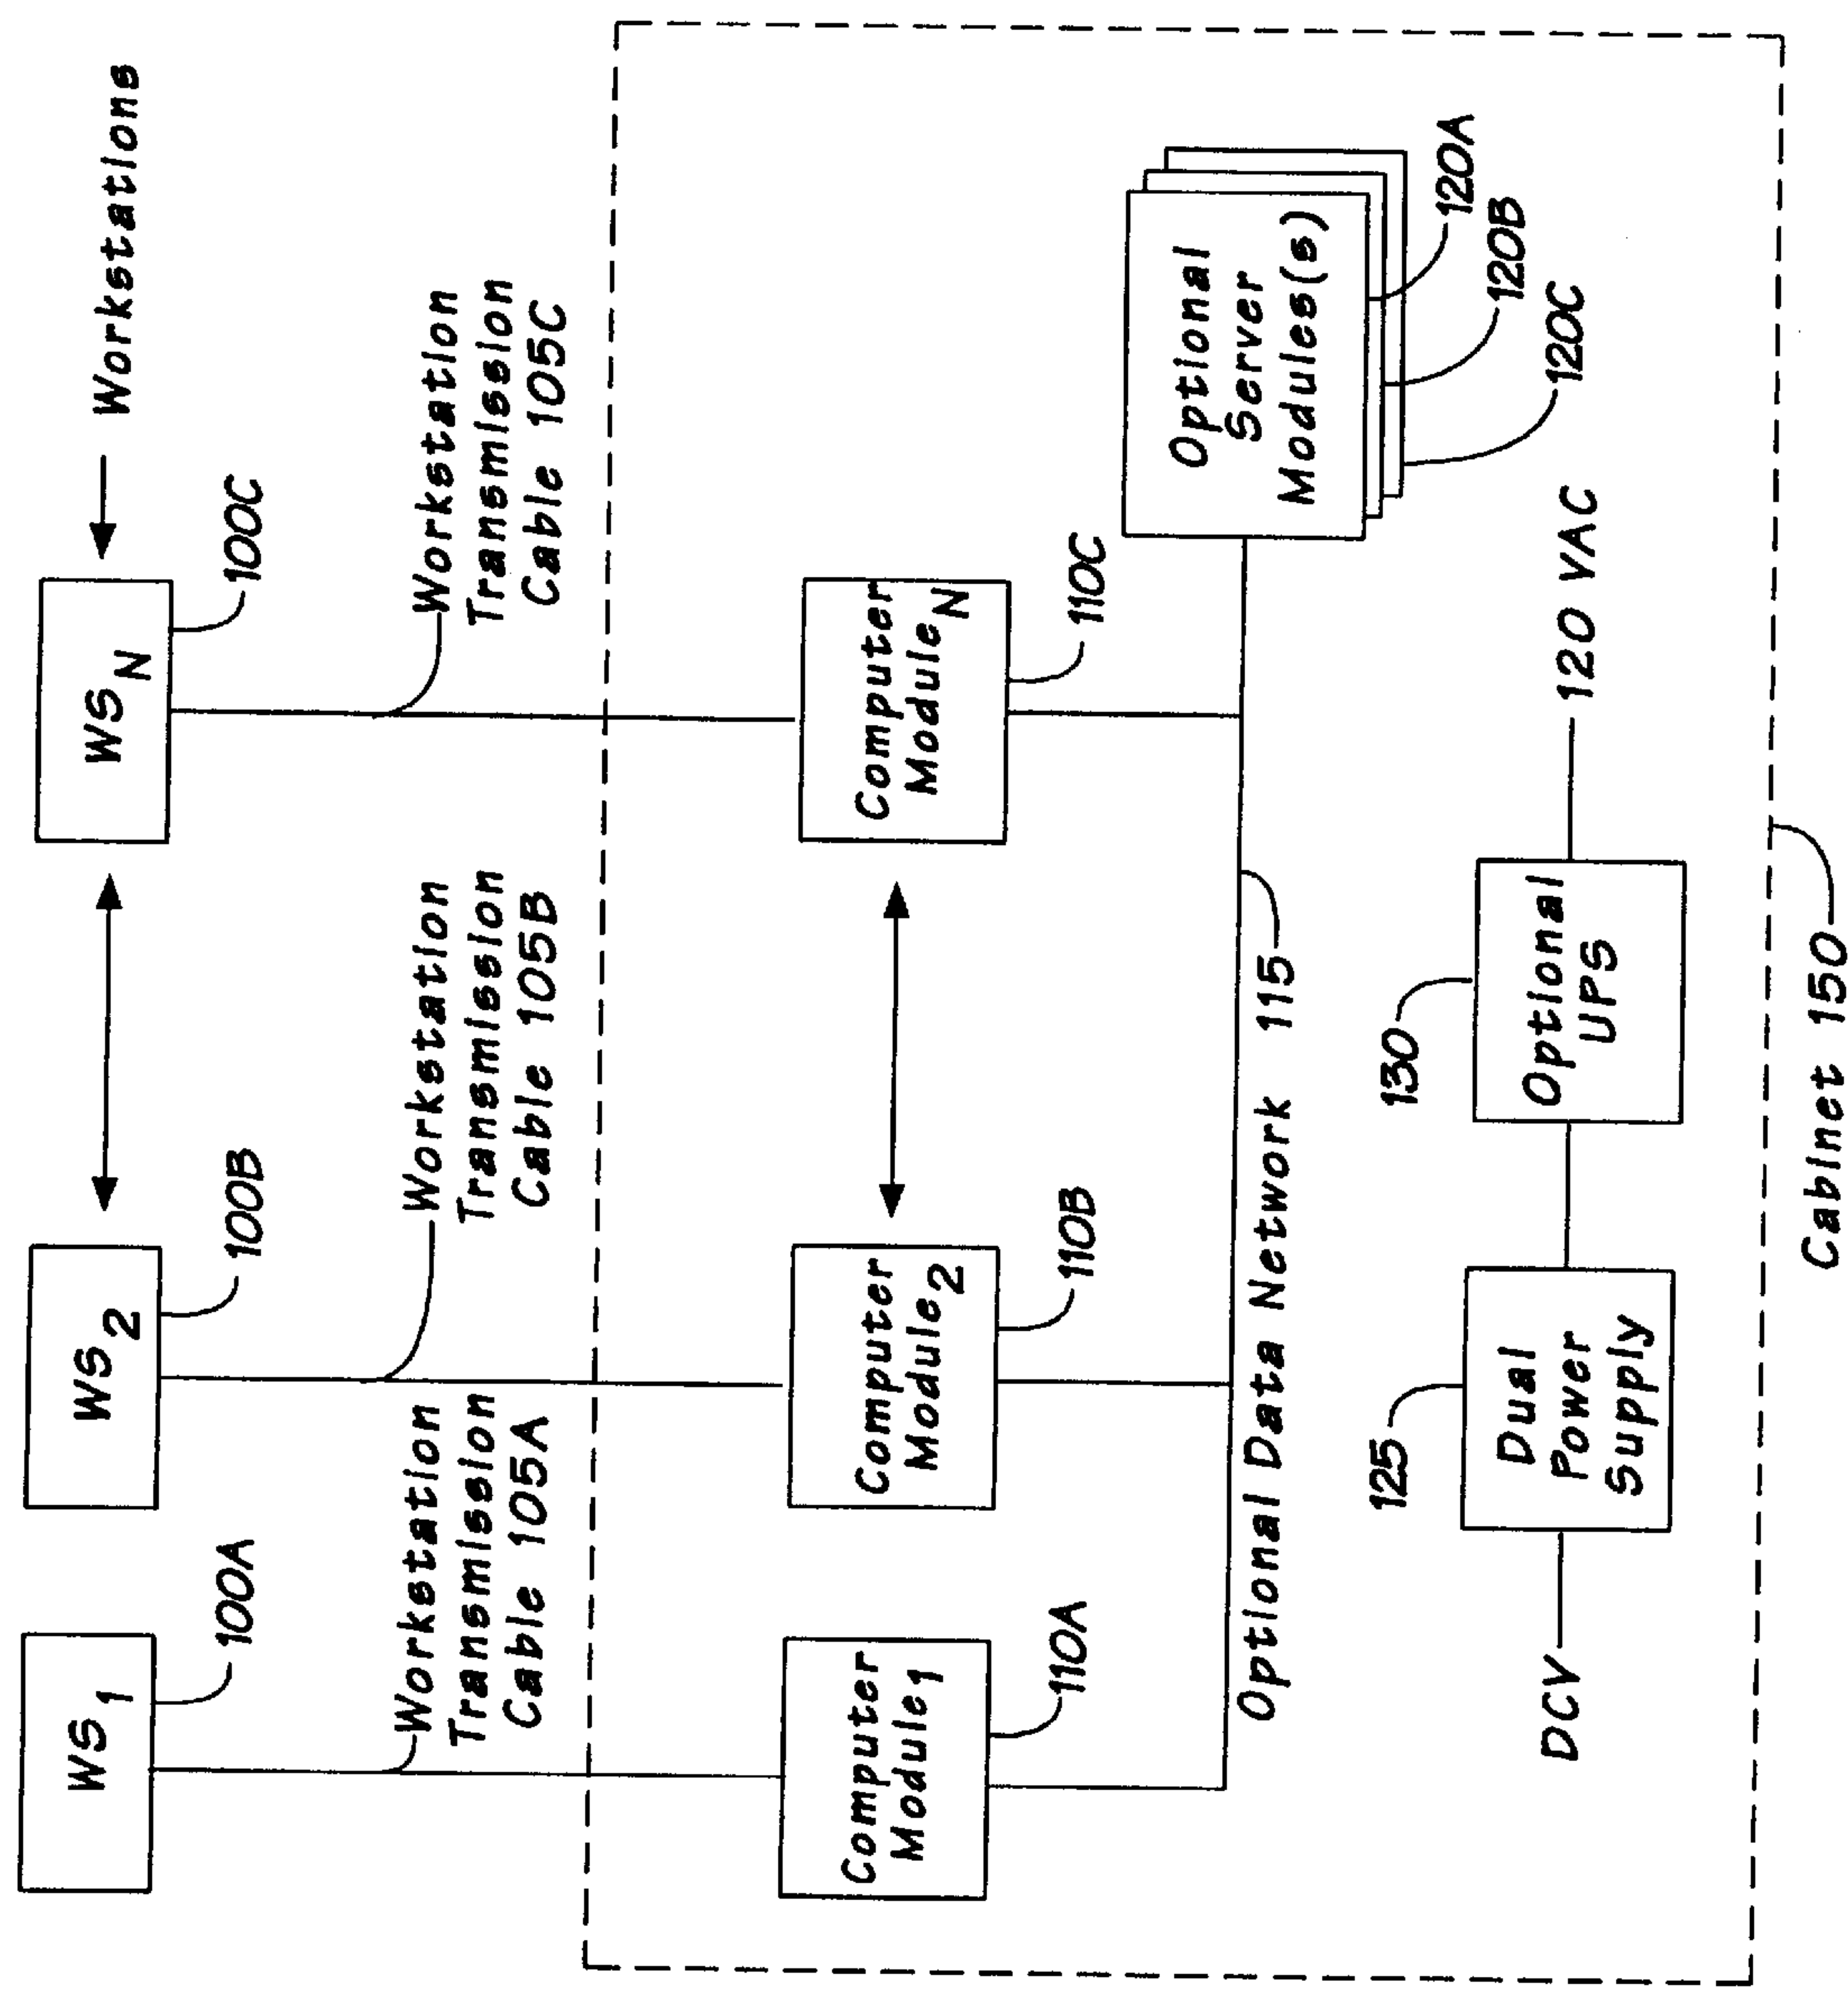 Workstations
WS1
WS2
WSN
100A
100B
100C
Workstation
Transmission
Cable 105A
Workstation
Transmission
Cable 105B
Workstation
Transmission
Cable 105C
Computer
Module1
Computer
Module2
Computer
ModuleN
110A
110B
110C
Optional
Server
Modules(s)
120A
120B
120C
Optional Data Network 115
125
130
DCV
Dual
Power
Supply
Optional
UPS
120 VAC
Cabinet 150